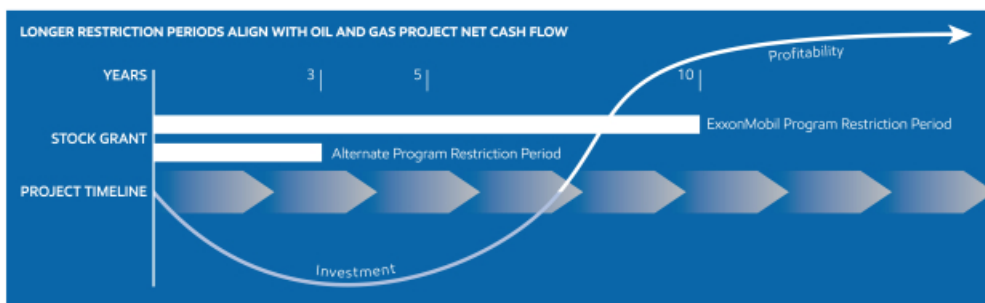 LONGER RESTRICTION PERIODS ALIGN WITH OIL AND GAS PROJECT NET CASH FLOW
Profitability
YEARS
3
5
10
ExxonMobil Program Restriction Period
STOCK GRANT
Alternate Program Restriction Period
PROJECT TIMELINE
Investment